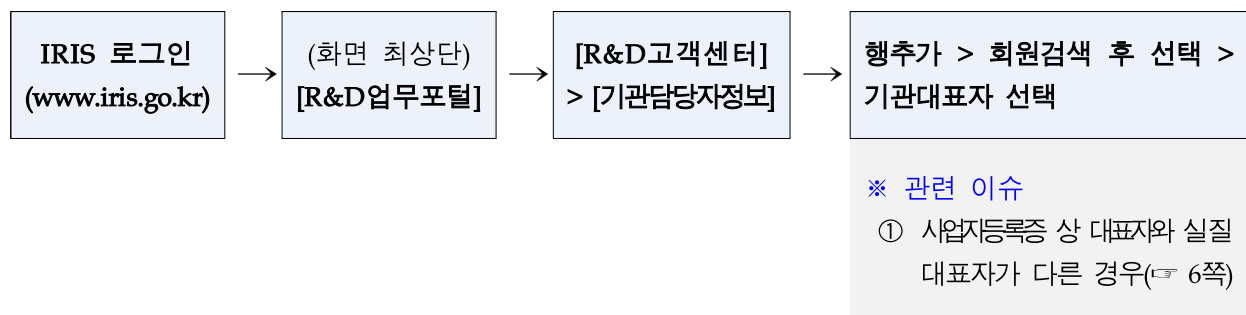 IRIS 로그인
(www.iris.go.kr)
→
(화면 최상단)
[R&D업무포털]
→
[R&D고객센터]
> [기관담당자정보]
→
행추가 > 회원검색 후 선택 >
기관대표자 선택
※ 관련 이슈
① 사업자등록증 상 대표자와 실질
대표자가 다른 경우(☞ 6쪽)